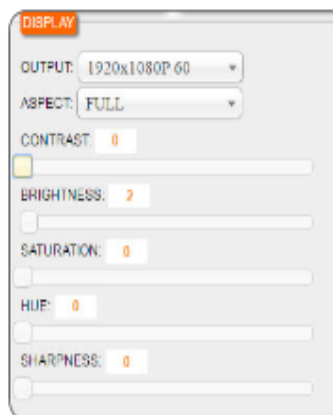 DISPLAY
OUTPUT: 1920x1080P 60
ASPECT: FULL
CONTRAST: 0
BRIGHTNESS: 2
SATURATION: 0
HUE: 0
SHARPNESS: 0